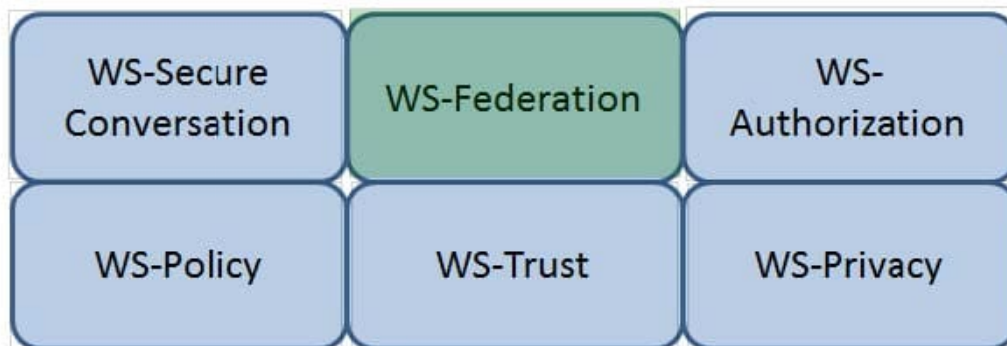 WS-Secure
Conversation
WS-Federation
WS-
Authorization
WS-Policy
WS-Trust
WS-Privacy